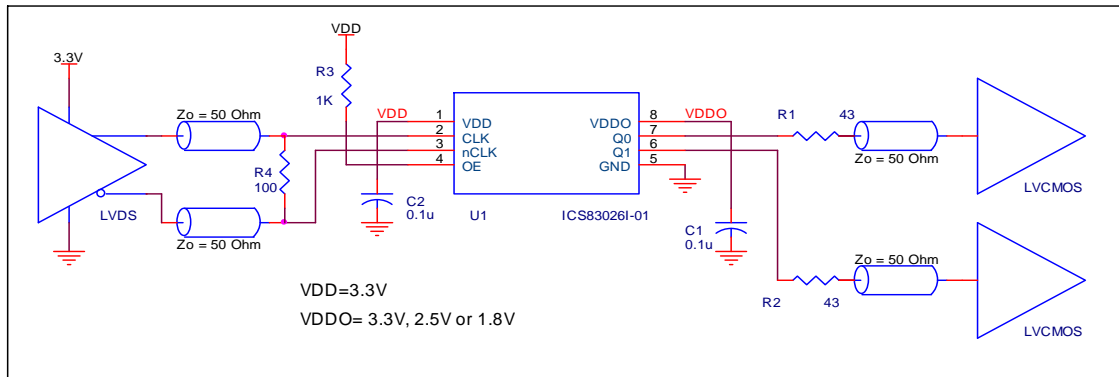 3.3V
VDD
R3
1K
Zo = 50 Ohm
R4
100
Zo = 50 Ohm
LVDS
VDD
C2
0.1u
1
2
3
4
VDD
CLK
nCLK
OE
VDDO
Q0
Q1
GND
8
7
6
5
U1
ICS83026I-01
VDDO
C1
0.1u
R1
43
Zo = 50 Ohm
LVCMOS
R2
43
Zo = 50 Ohm
LVCMOS
VDD=3.3V
VDDO= 3.3V, 2.5V or 1.8V